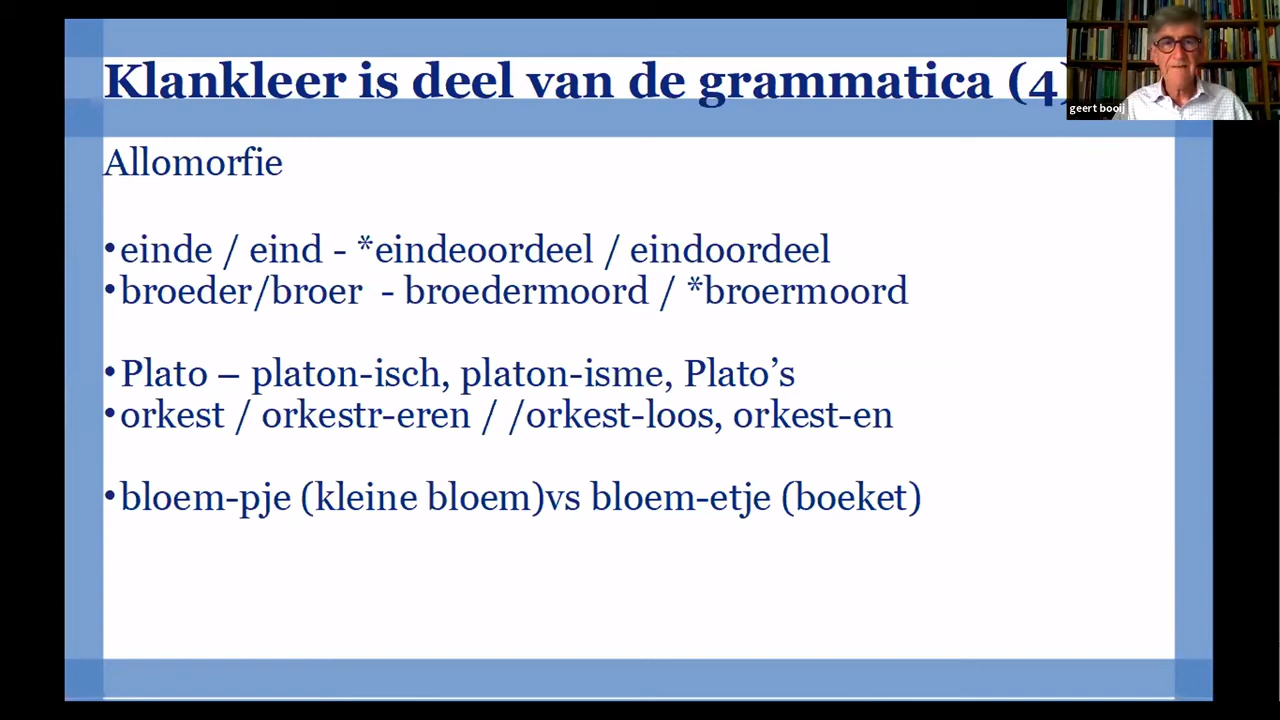 Klankleer is deel van de grammatica (4)
geert booij
Allomorfie
•einde / eind - *eindeoordeel / eindoordeel
•broeder/broer - broedermoord / *broermoord
•Plato – platon-isch, platon-isme, Plato’s
•orkest / orkestr-eren / /orkest-loos, orkest-en
•bloem-pje (kleine bloem)vs bloem-etje (boeket)